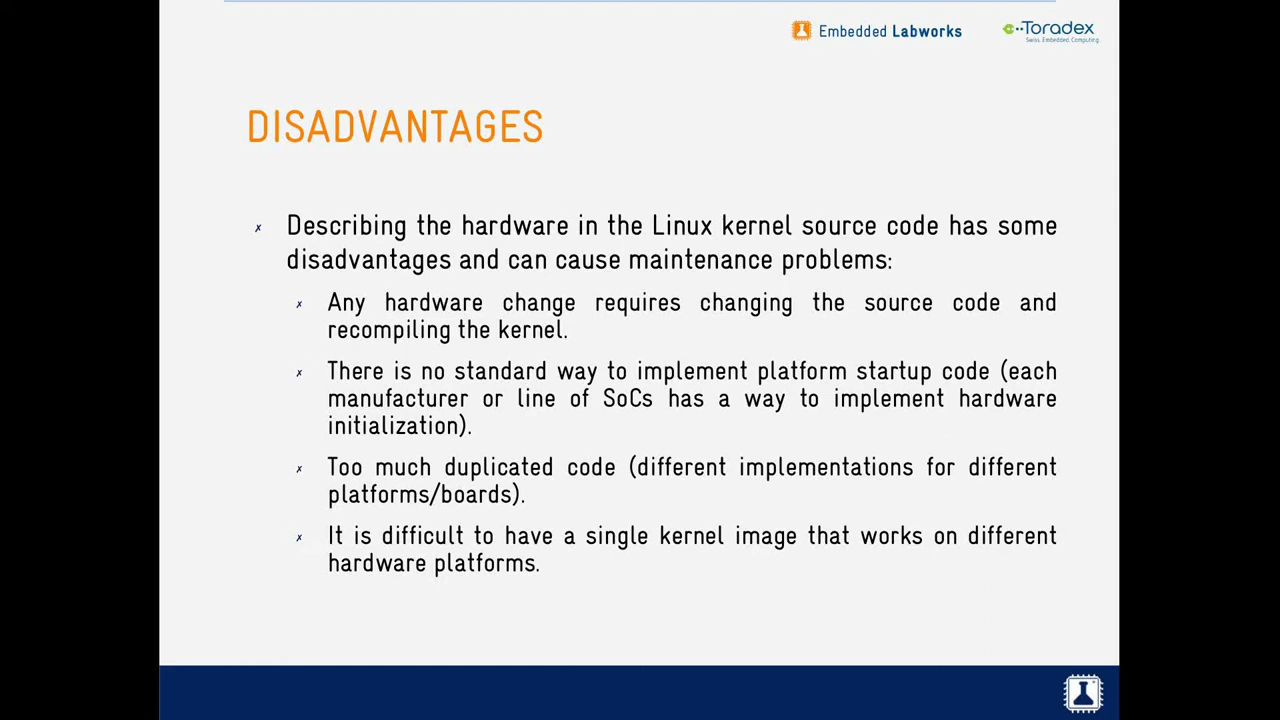 Embedded Labworks
Toradex
Swiss. Embedded. Computing.
DISADVANTAGES
✗ Describing the hardware in the Linux kernel source code has some
disadvantages and can cause maintenance problems:
✗ Any hardware change requires changing the source code and
recompiling the kernel.
✗ There is no standard way to implement platform startup code (each
manufacturer or line of SoCs has a way to implement hardware
initialization).
✗ Too much duplicated code (different implementations for different
platforms/boards).
✗ It is difficult to have a single kernel image that works on different
hardware platforms.